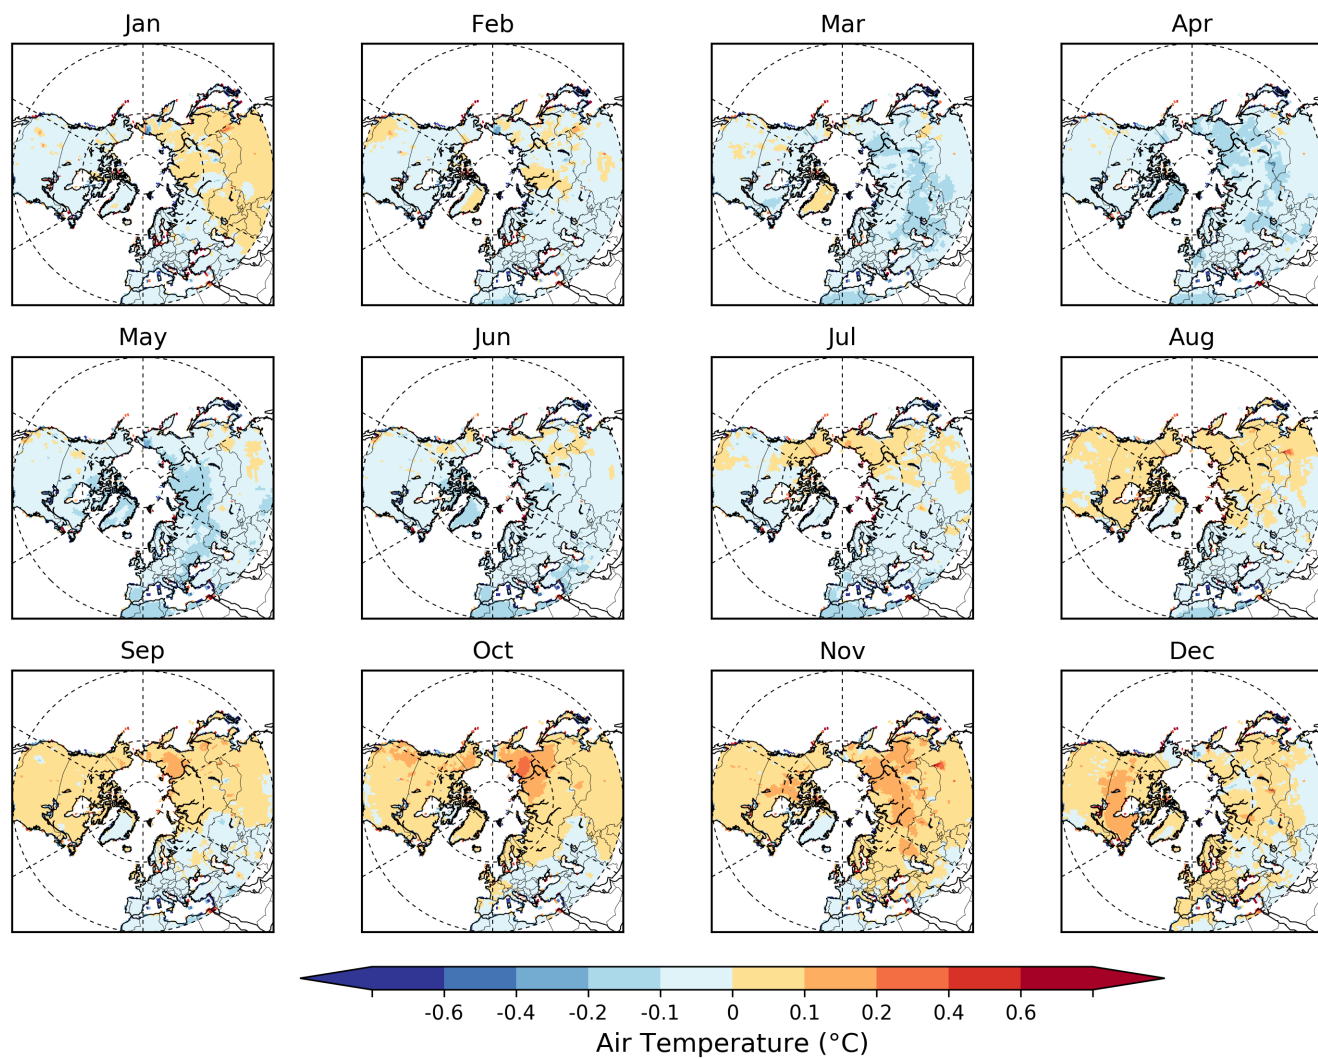 Jan Feb Mar Apr
May Jun Jul Aug
Sep Oct Nov Dec
-0.6 -0.4 -0.2 -0.1 0 0.1 0.2 0.4 0.6
Air Temperature (°C)